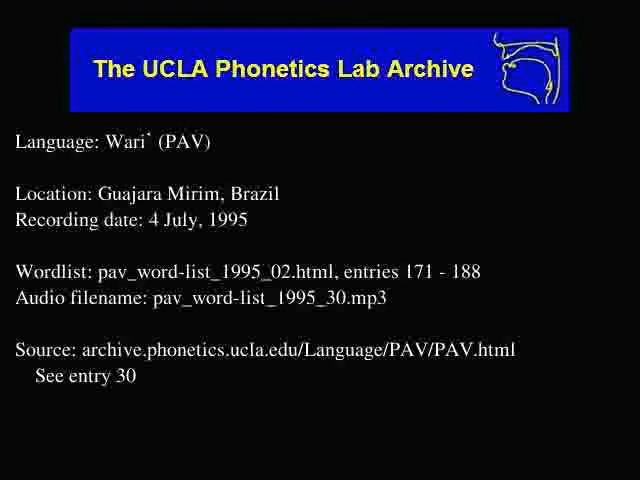 The UCLA Phonetics Lab Archive
Language: Wari` (PAV)
Location: Guajara Mirim, Brazil
Recording date: 4 July, 1995
Wordlist: pav_word-list_1995_02.html, entries 171 - 188
Audio filename: pav_word-list_1995_30.mp3
Source: archive.phonetics.ucla.edu/Language/PAV/PAV.html
See entry 30